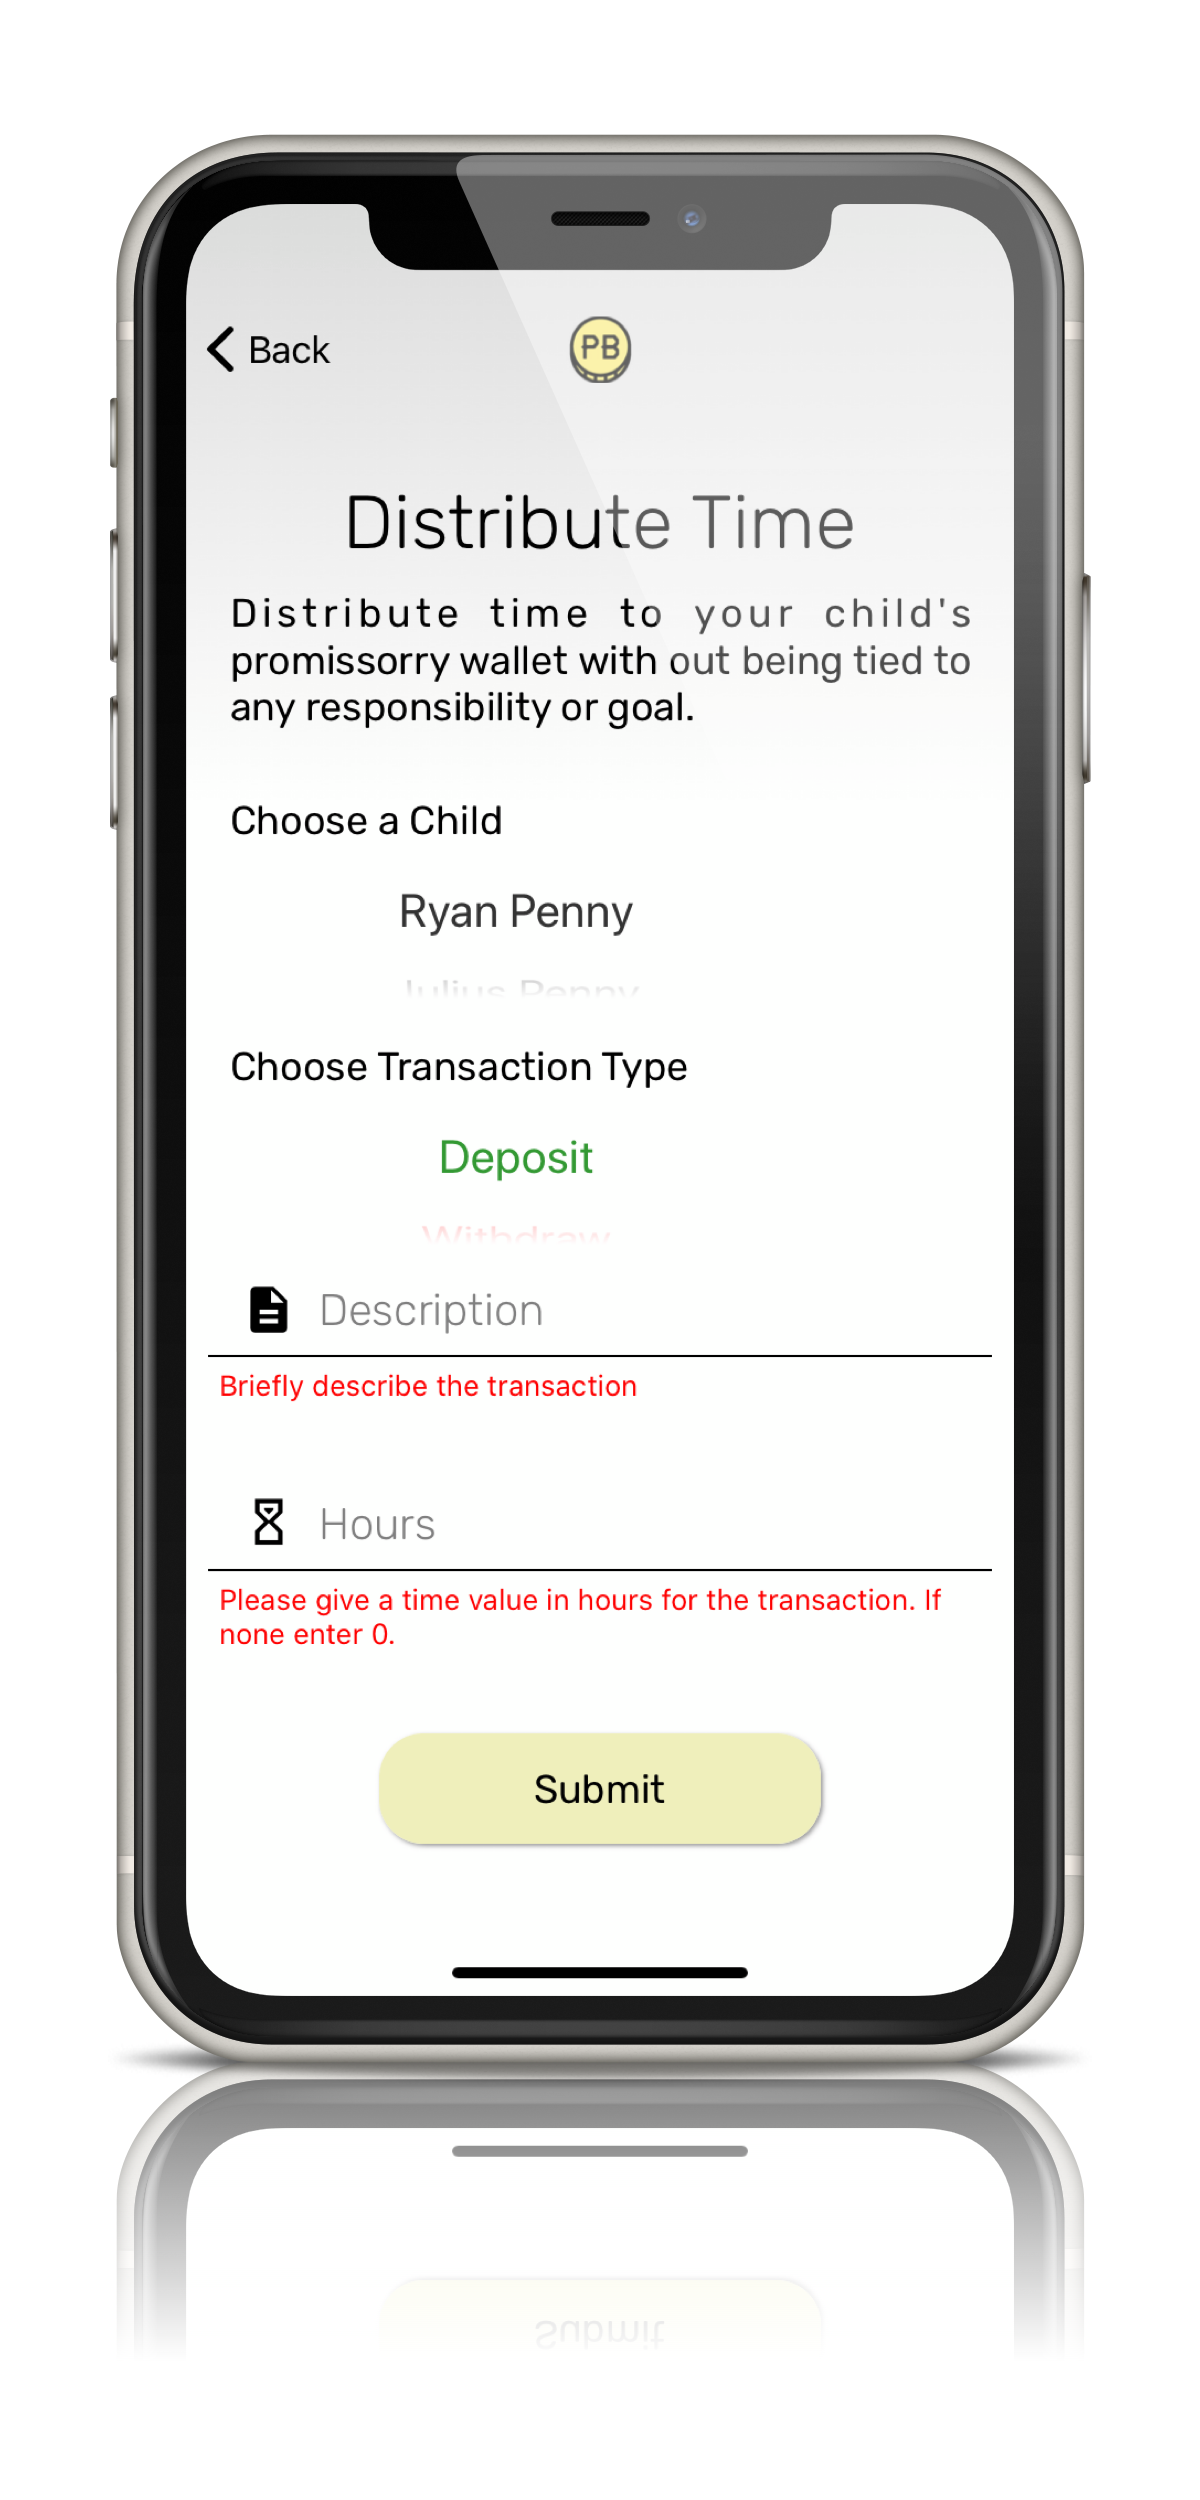 Back
PB
Distribute Time
Distribute time to your child's
promissorry wallet with out being tied to
any responsibility or goal.
Choose a Child
Ryan Penny
Julius Penny
Choose Transaction Type
Deposit
Withdraw
Description
Briefly describe the transaction
Hours
Please give a time value in hours for the transaction. If
none enter 0.
Submit
Submit